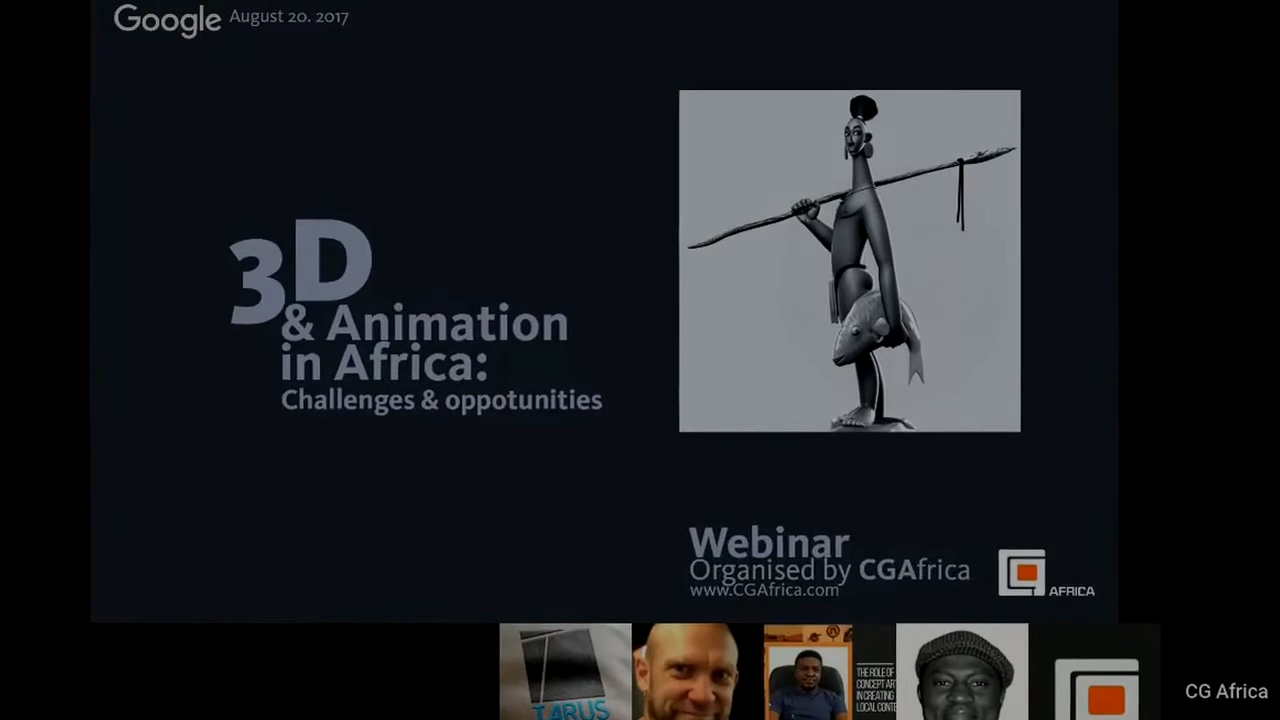 Google August 20. 2017
3D
& Animation
in Africa:
Challenges & oppotunities
Webinar
Organised by CGAfrica
www.CGAfrica.com
AFRICA
TARUS
THE ROLE OF
CONCEPT AR
IN CREATING
LOCAL CONTE
CG Africa